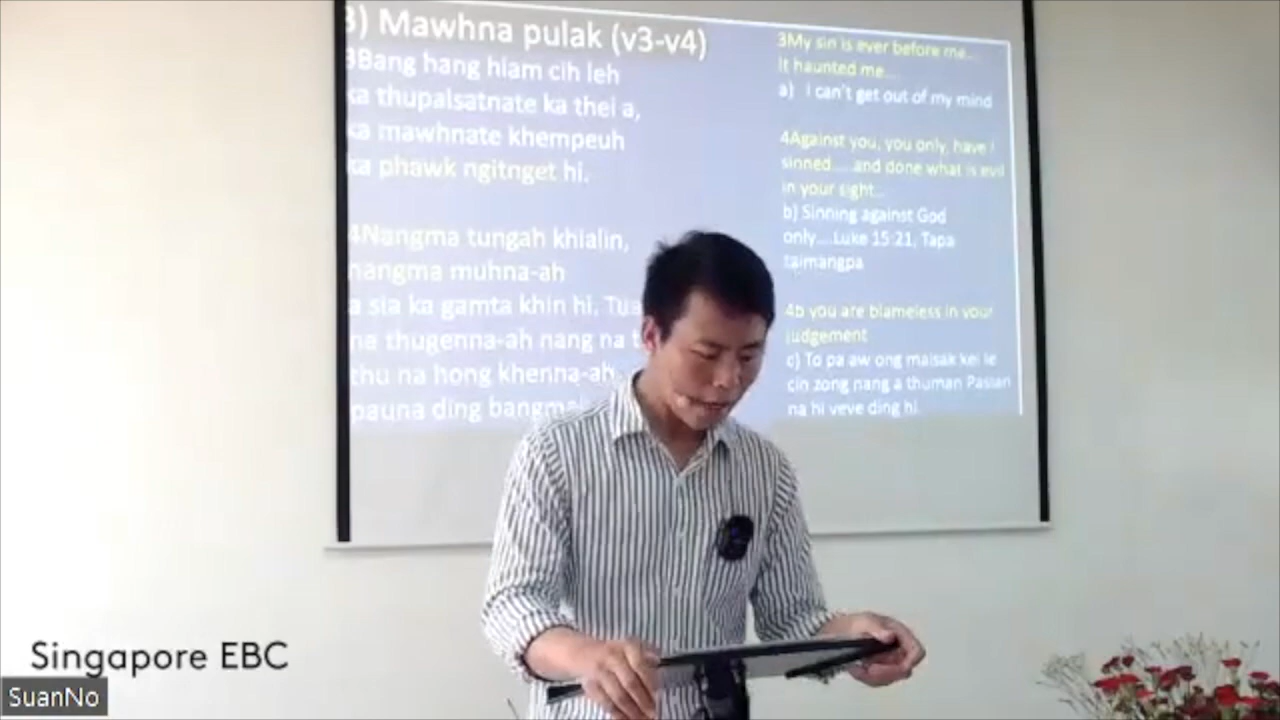 3) Mawhna pulak (v3-v4)
3Bang hang hiam cih leh
ka thupalsatnate ka thei a,
ka mawhnate khempeuh
ka phawk ngitnget hi.
4Nangma tungah khialin,
nangma muhna-ah
a sia ka gamta khin hi. Tua
na thugenna-ah nang na
thu na hong khenna-ah
pauna ding
3My sin is ever before me...
It haunted me....
a) I can't get out of my mind
4Against you, you only, have I
sinned.....and done what is evil
in your sight...
b) Sinning against God
only....Luke 15:21, Tapa
taimangpa
4b you are blameless in your
judgement
c) To pa aw ong maisak kei le
cin zong nang a thuman Pasian
na hi veve ding hi.
Singapore EBC
SuanNo